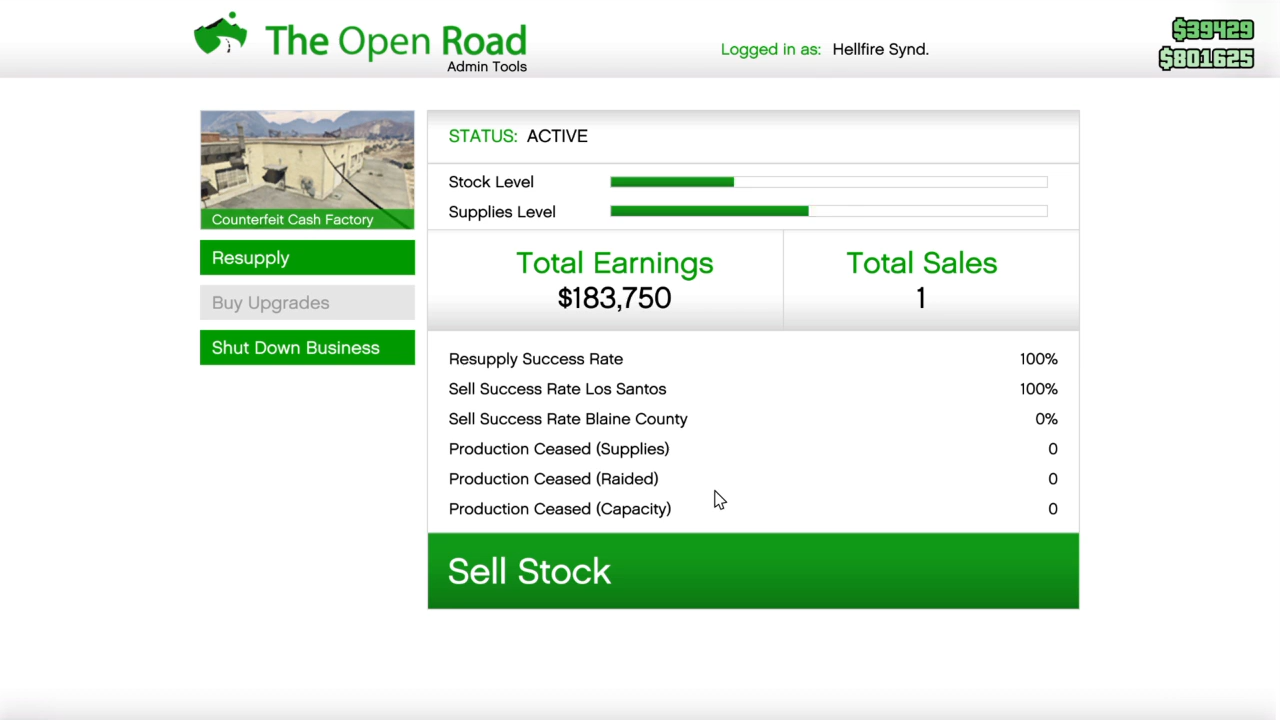 The Open Road
Admin Tools
Logged in as: Hellfire Synd.
$39429
$801625
Counterfeit Cash Factory
Resupply
Buy Upgrades
Shut Down Business
STATUS: ACTIVE
Stock Level
Supplies Level
Total Earnings
$183,750
Total Sales
1
Resupply Success Rate 100%
Sell Success Rate Los Santos 100%
Sell Success Rate Blaine County 0%
Production Ceased (Supplies) 0
Production Ceased (Raided) 0
Production Ceased (Capacity) 0
Sell Stock